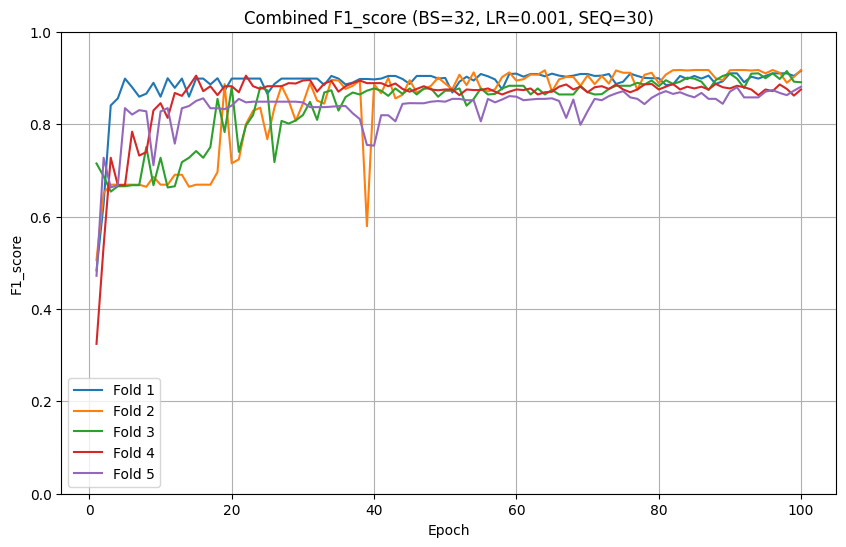 Combined F1_score (BS=32, LR=0.001, SEQ=30)
1.0
0.8
0.6
0.4
0.2
0.0
F1_score
Fold 1
Fold 2
Fold 3
Fold 4
Fold 5
0 20 40 60 80 100
Epoch